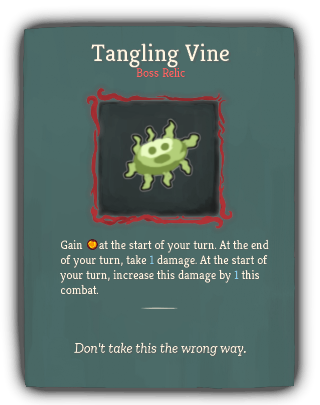 Tangling Vine
Boss Relic
Gain at the start of your turn. At the end
of your turn, take 1 damage. At the start of
your turn, increase this damage by 1 this
combat.
Don't take this the wrong way.